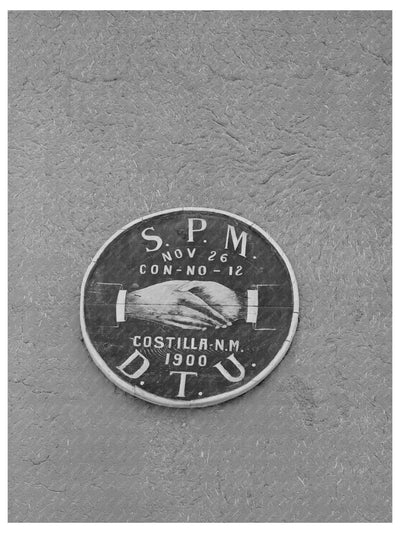 S.P.M.
NOV 26
CON-NO-12
COSTILLA-N.M.
1900
D.T.U.